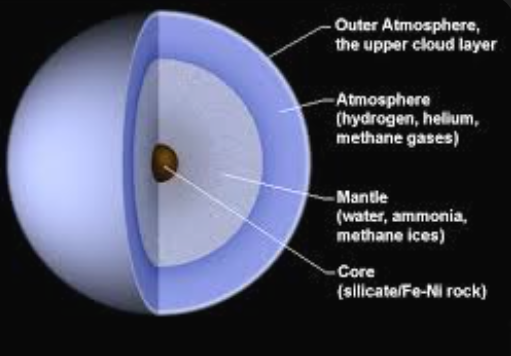 Outer Atmosphere,
the upper cloud layer
Atmosphere
(hydrogen, helium,
methane gases)
Mantle
(water, ammonia,
methane ices)
Core
(silicate/Fe-Ni rock)